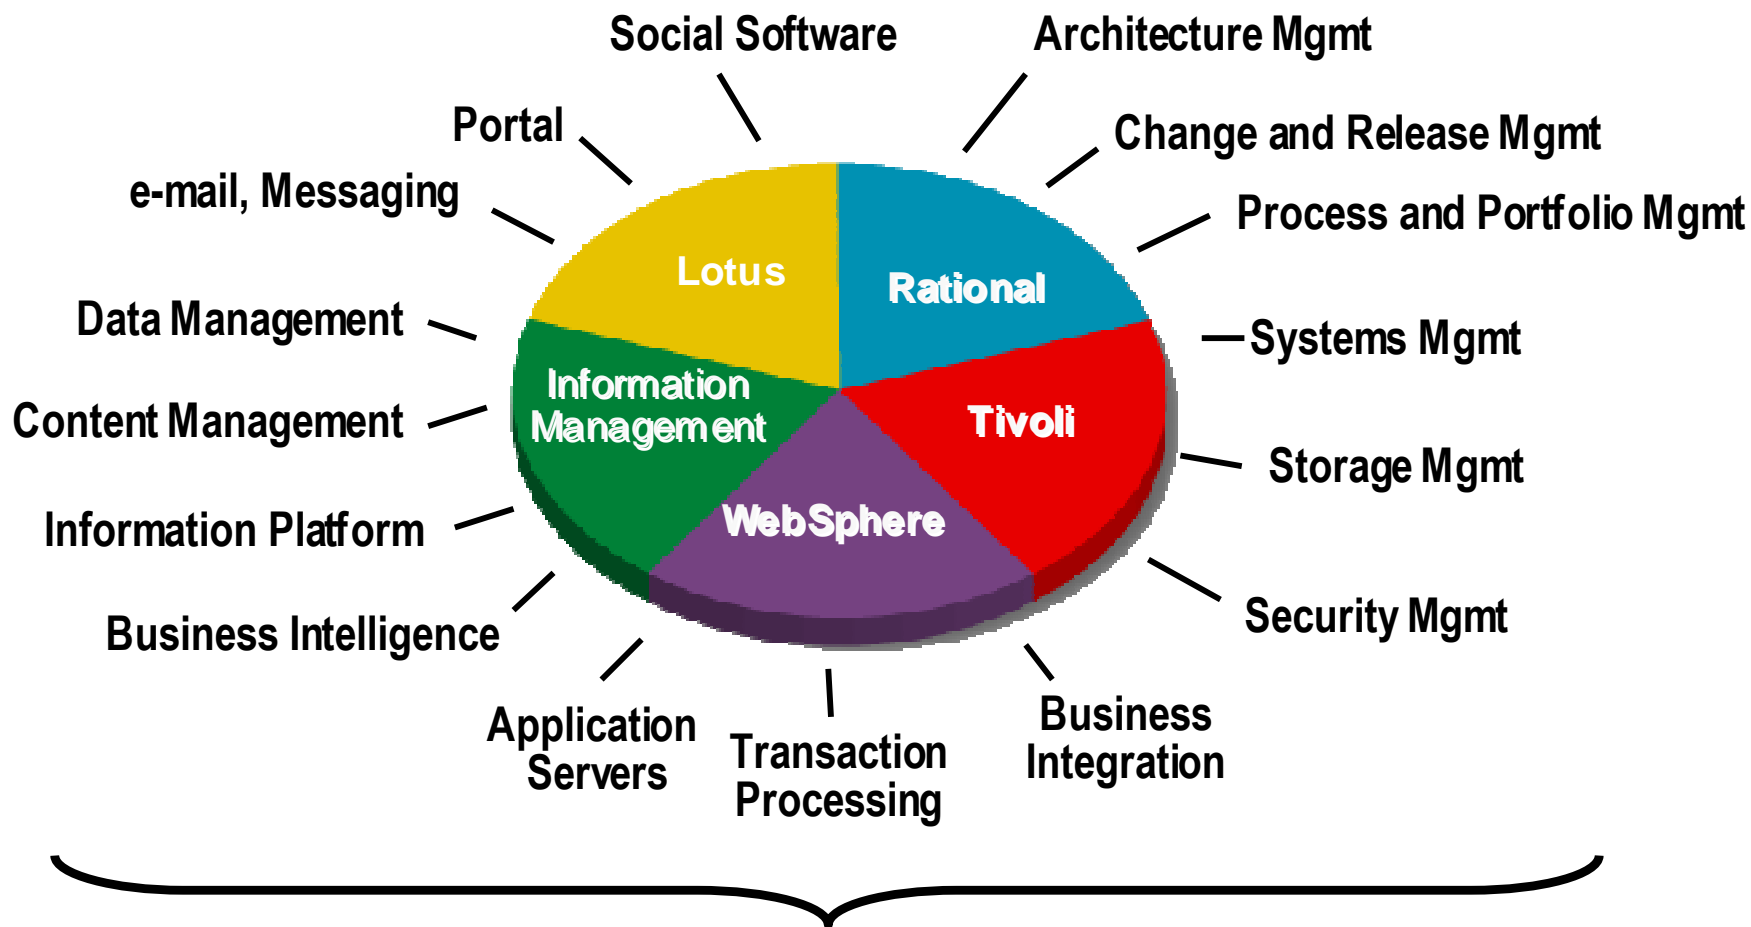 Social Software
Architecture Mgmt
Portal
Change and Release Mgmt
e-mail, Messaging
Process and Portfolio Mgmt
Lotus
Rational
Data Management
Systems Mgmt
Information
Management
Tivoli
Content Management
Storage Mgmt
WebSphere
Information Platform
Business Intelligence
Security Mgmt
Application
Servers
Transaction
Processing
Business
Integration